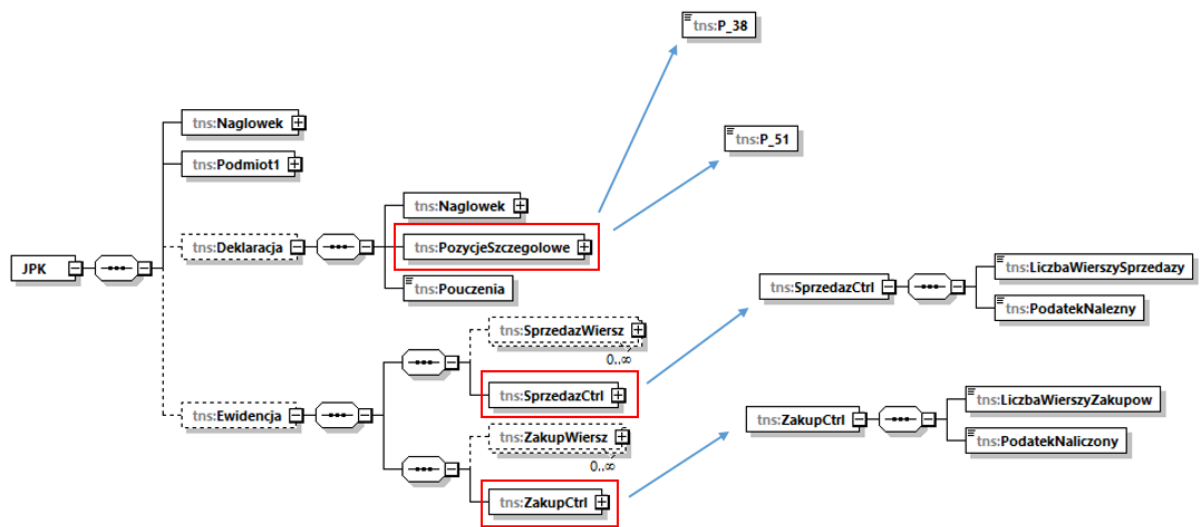 tns:P_38
tns:Naglowek
tns:P_51
tns:Podmiot1
tns:Naglowek
JPK
tns:Deklaracja
tns:PozycjeSzczegolowe
tns:Pouczenia
tns:SprzedazCtrl
tns:LiczbaWierszySprzedazy
tns:PodatekNalezny
tns:SprzedazWiersz
0..∞
tns:Ewidencja
tns:SprzedazCtrl
tns:ZakupWiersz
0..∞
tns:ZakupCtrl
tns:ZakupCtrl
tns:LiczbaWierszyZakupow
tns:PodatekNaliczony